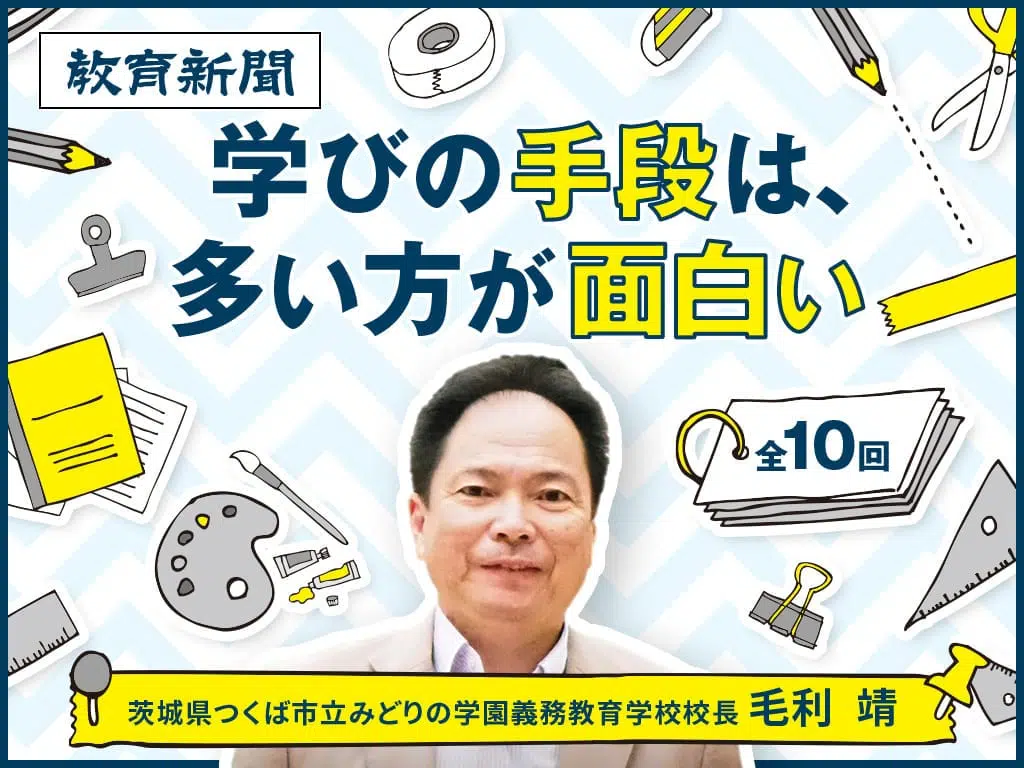 教育新聞
学びの手段は、
多い方が面白い
全10回
茨城県つくば市立みどりの学園義務教育学校校長 毛利 靖